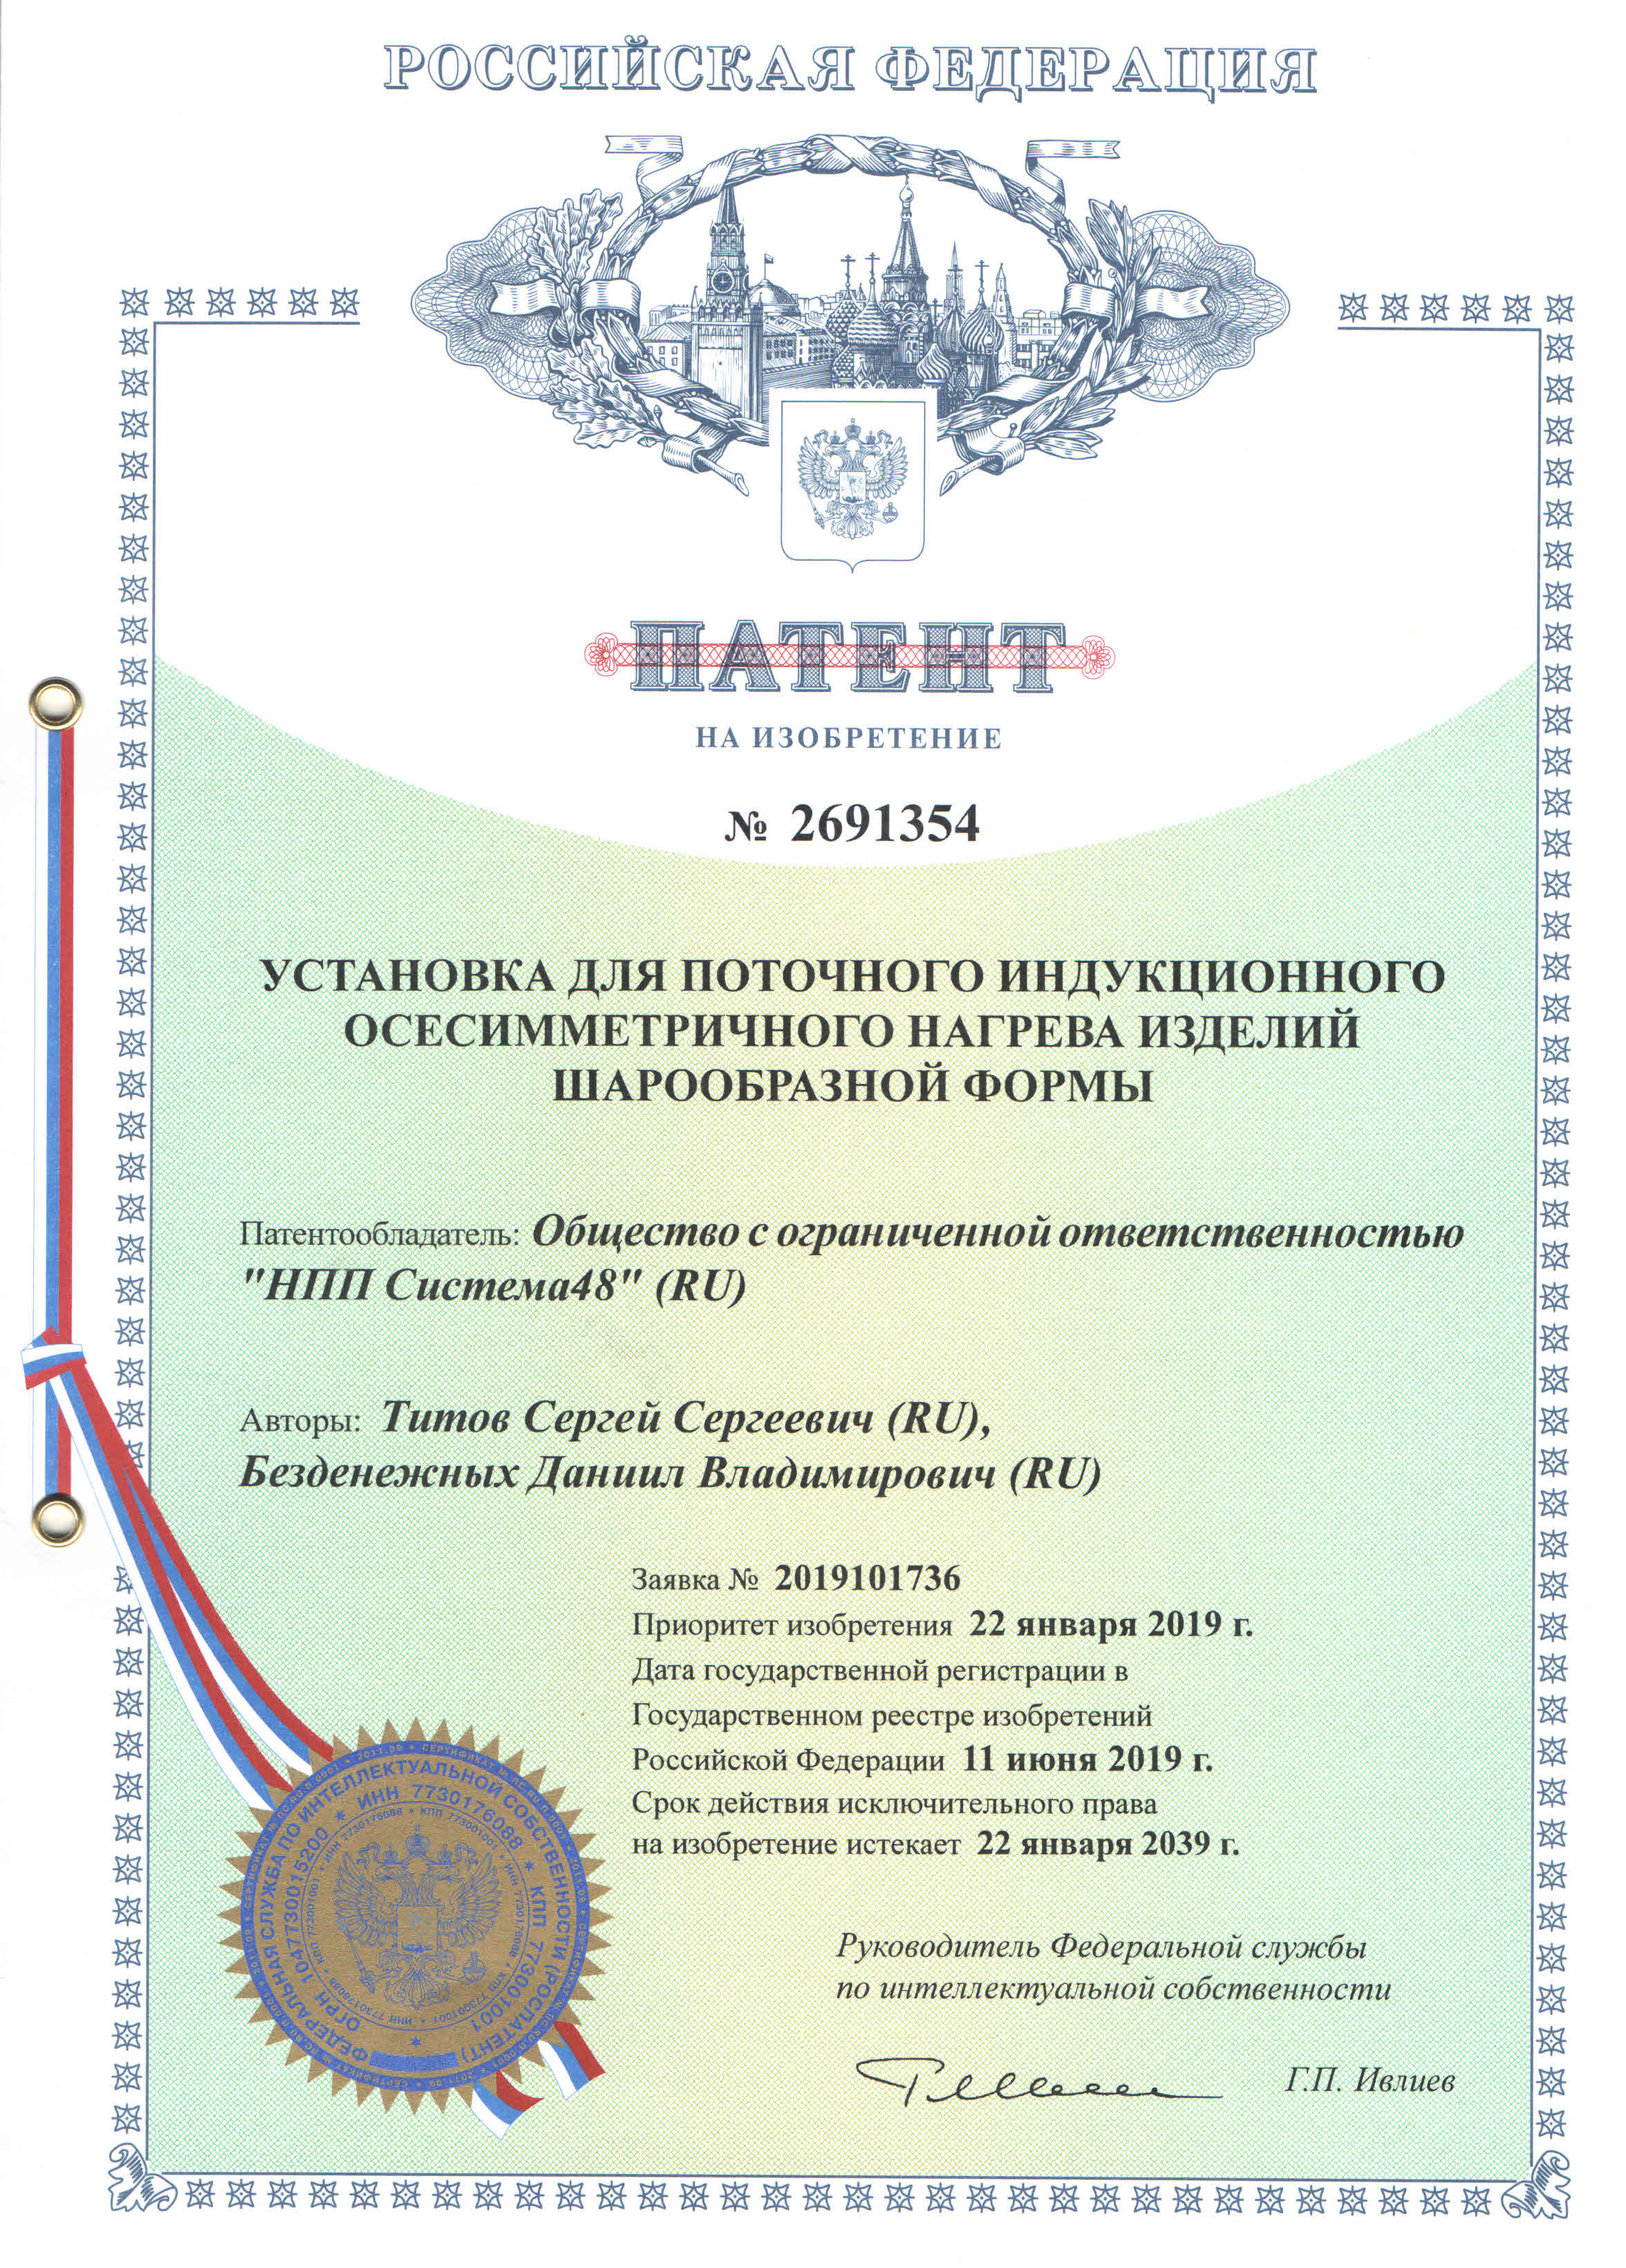 РОССИЙСКАЯ ФЕДЕРАЦИЯ
ПАТЕНТ
НА ИЗОБРЕТЕНИЕ
№ 2691354
УСТАНОВКА ДЛЯ ПОТОЧНОГО ИНДУКЦИОННОГО
ОСЕСИММЕТРИЧНОГО НАГРЕВА ИЗДЕЛИЙ
ШАРООБРАЗНОЙ ФОРМЫ
Патентообладатель: Общество с ограниченной ответственностью
"НПП Система48" (RU)
Авторы: Титов Сергей Сергеевич (RU),
Безденежных Даниил Владимирович (RU)
Заявка № 2019101736
Приоритет изобретения 22 января 2019 г.
Дата государственной регистрации в
Государственном реестре изобретений
Российской Федерации 11 июня 2019 г.
Срок действия исключительного права
на изобретение истекает 22 января 2039 г.
Руководитель Федеральной службы
по интеллектуальной собственности
Г.П. Ивлиев
ФЕДЕРАЛЬНАЯ СЛУЖБА ПО ИНТЕЛЛЕКТУАЛЬНОЙ СОБСТВЕННОСТИ (РОСПАТЕНТ)
ОГРН 1047730015200 * ИНН 7730176088 * КПП 773001001 *